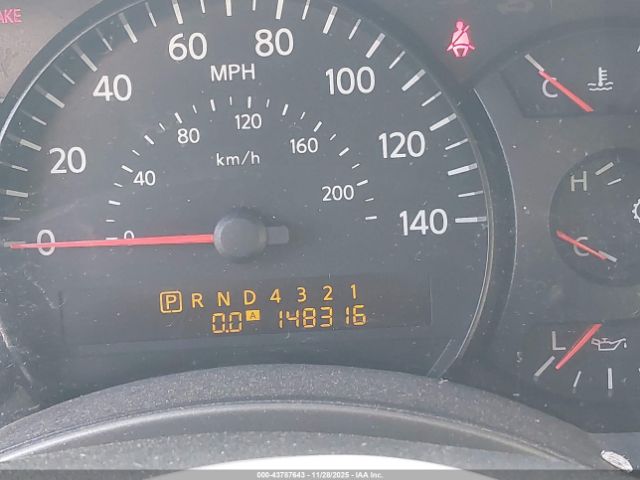 AKE
60 80
MPH
40 100
120
80 160
km/h
20 120
40 200
0 0 140
P R N D 4 3 2 1
0.0 A 148316
C
H
C
L
000-43787643 - 11/28/2025 - IAA Inc.